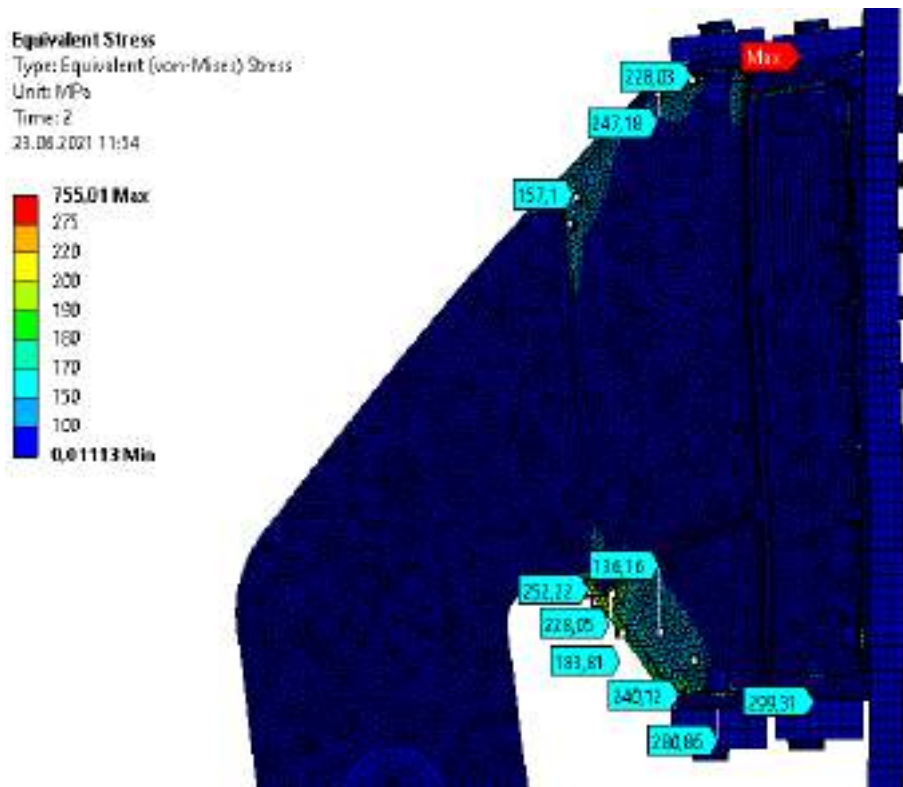 Equivalent Stress
Type: Equivalent (von-Mises) Stress
Unit: MPa
Time: 2
23.08.2021 11:54
755,01 Max
275
220
200
190
180
170
150
100
0,01113 Min
Max
228,03
247,18
157,1
136,16
252,22
228,05
183,81
240,12
299,31
280,86